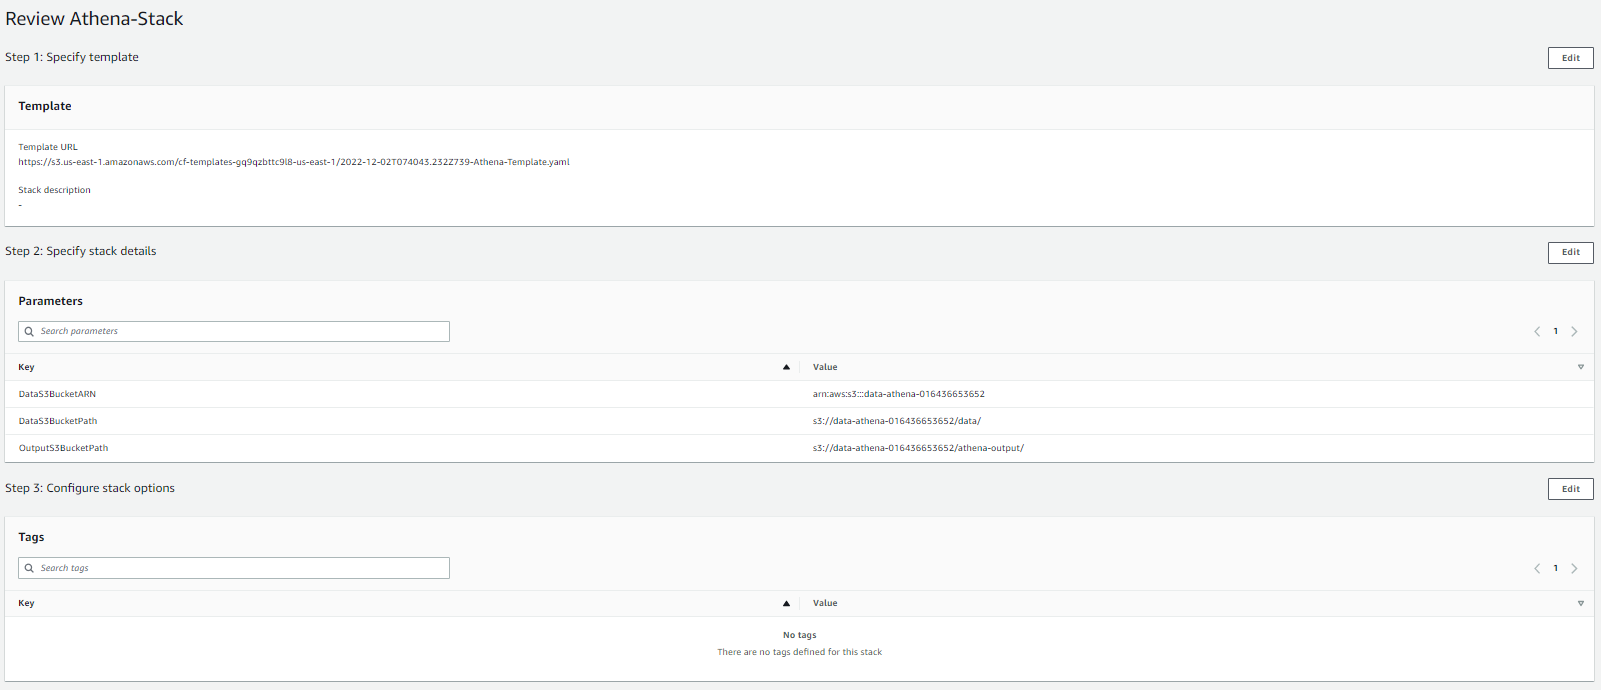 Review Athena-Stack
Step 1: Specify template
Edit
Template
Template URL
https://s3.us-east-1.amazonaws.com/cf-templates-gq9qzbttc9l8-us-east-1/2022-12-02T074043.232Z739-Athena-Template.yaml
Stack description
-
Step 2: Specify stack details
Edit
Parameters
Search parameters
1
Key Value
DataS3BucketARN arn:aws:s3:::data-athena-016436653652
DataS3BucketPath s3://data-athena-016436653652/data/
OutputS3BucketPath s3://data-athena-016436653652/athena-output/
Step 3: Configure stack options
Edit
Tags
Search tags
1
Key Value
No tags
There are no tags defined for this stack